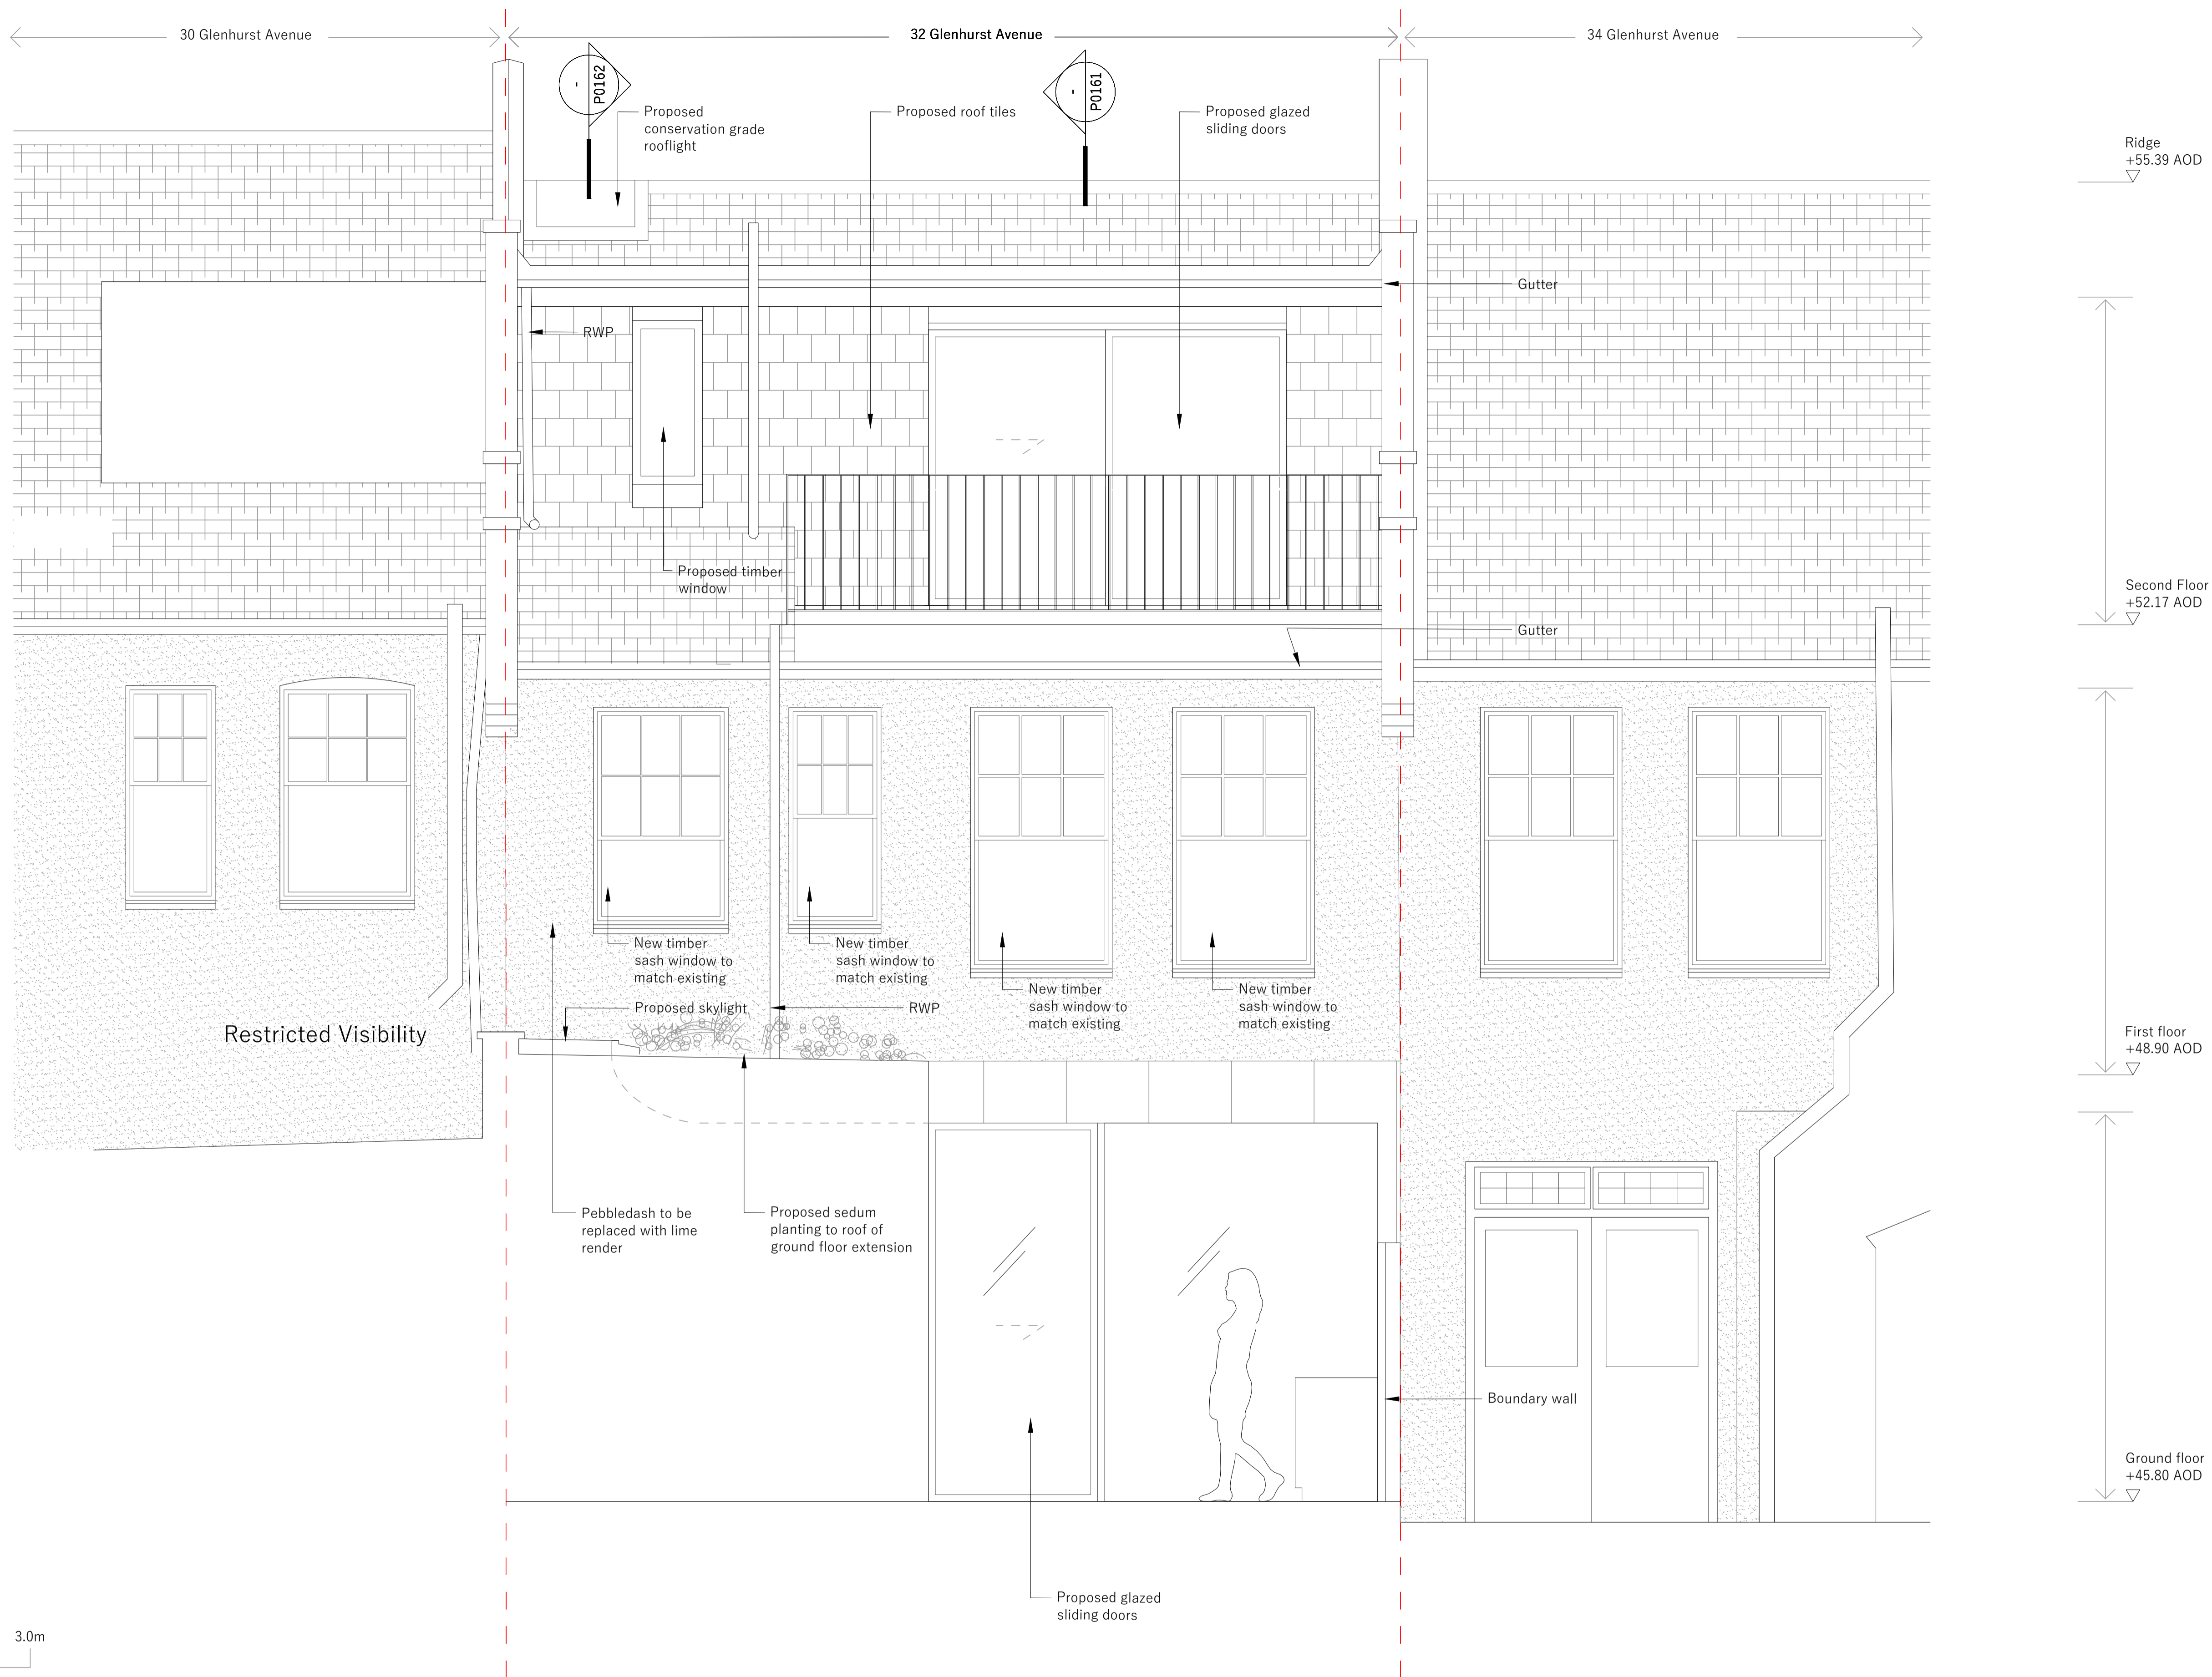 30 Glenhurst Avenue
32 Glenhurst Avenue
34 Glenhurst Avenue
-
P0162
-
P0161
Proposed
conservation grade
rooflight
Proposed roof tiles
Proposed glazed
sliding doors
Ridge
+55.39 AOD
Gutter
RWP
Proposed timber
window
Second Floor
+52.17 AOD
Gutter
New timber
sash window to
match existing
New timber
sash window to
match existing
New timber
sash window to
match existing
New timber
sash window to
match existing
Proposed skylight
RWP
Restricted Visibility
First floor
+48.90 AOD
Pebbledash to be
replaced with lime
render
Proposed sedum
planting to roof of
ground floor extension
Boundary wall
Ground floor
+45.80 AOD
Proposed glazed
sliding doors
3.0m